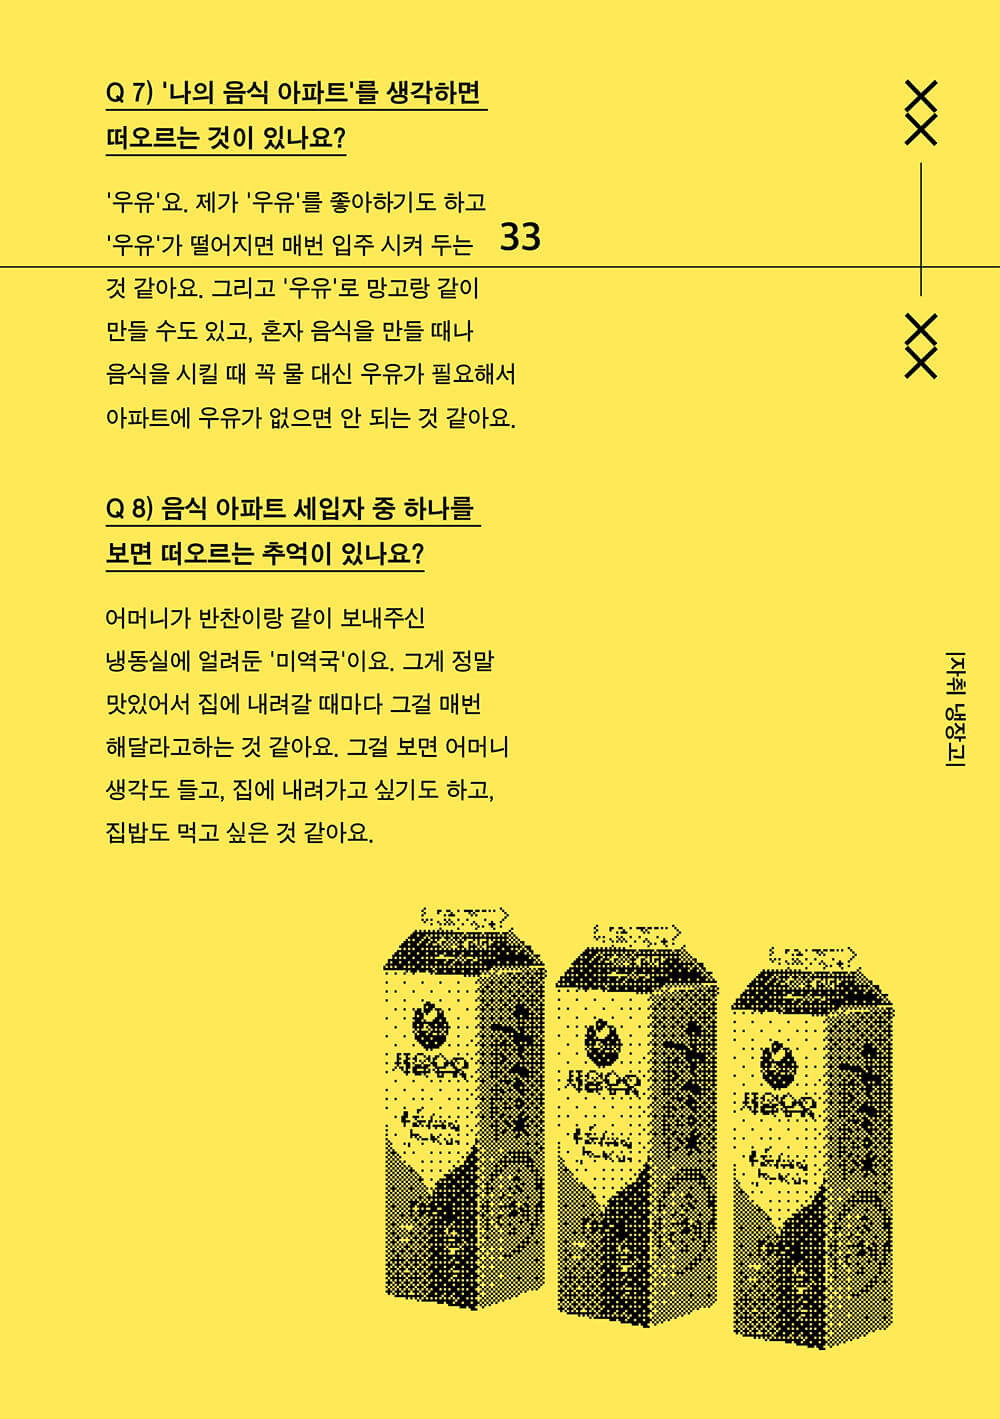 Q 7) '나의 음식 아파트'를 생각하면
떠오르는 것이 있나요?
'우유'요. 제가 '우유'를 좋아하기도 하고
'우유'가 떨어지면 매번 입주 시켜 두는
33
것 같아요. 그리고 '우유'로 망고랑 같이
만들 수도 있고, 혼자 음식을 만들 때나
음식을 시킬 때 꼭 물 대신 우유가 필요해서
아파트에 우유가 없으면 안 되는 것 같아요.
Q 8) 음식 아파트 세입자 중 하나를
보면 떠오르는 추억이 있나요?
어머니가 반찬이랑 같이 보내주신
냉동실에 얼려둔 '미역국'이요. 그게 정말
맛있어서 집에 내려갈 때마다 그걸 매번
해달라고하는 것 같아요. 그걸 보면 어머니
생각도 들고, 집에 내려가고 싶기도 하고,
집밥도 먹고 싶은 것 같아요.
|자취 냉장고|
서울우유
서울우유
서울우유